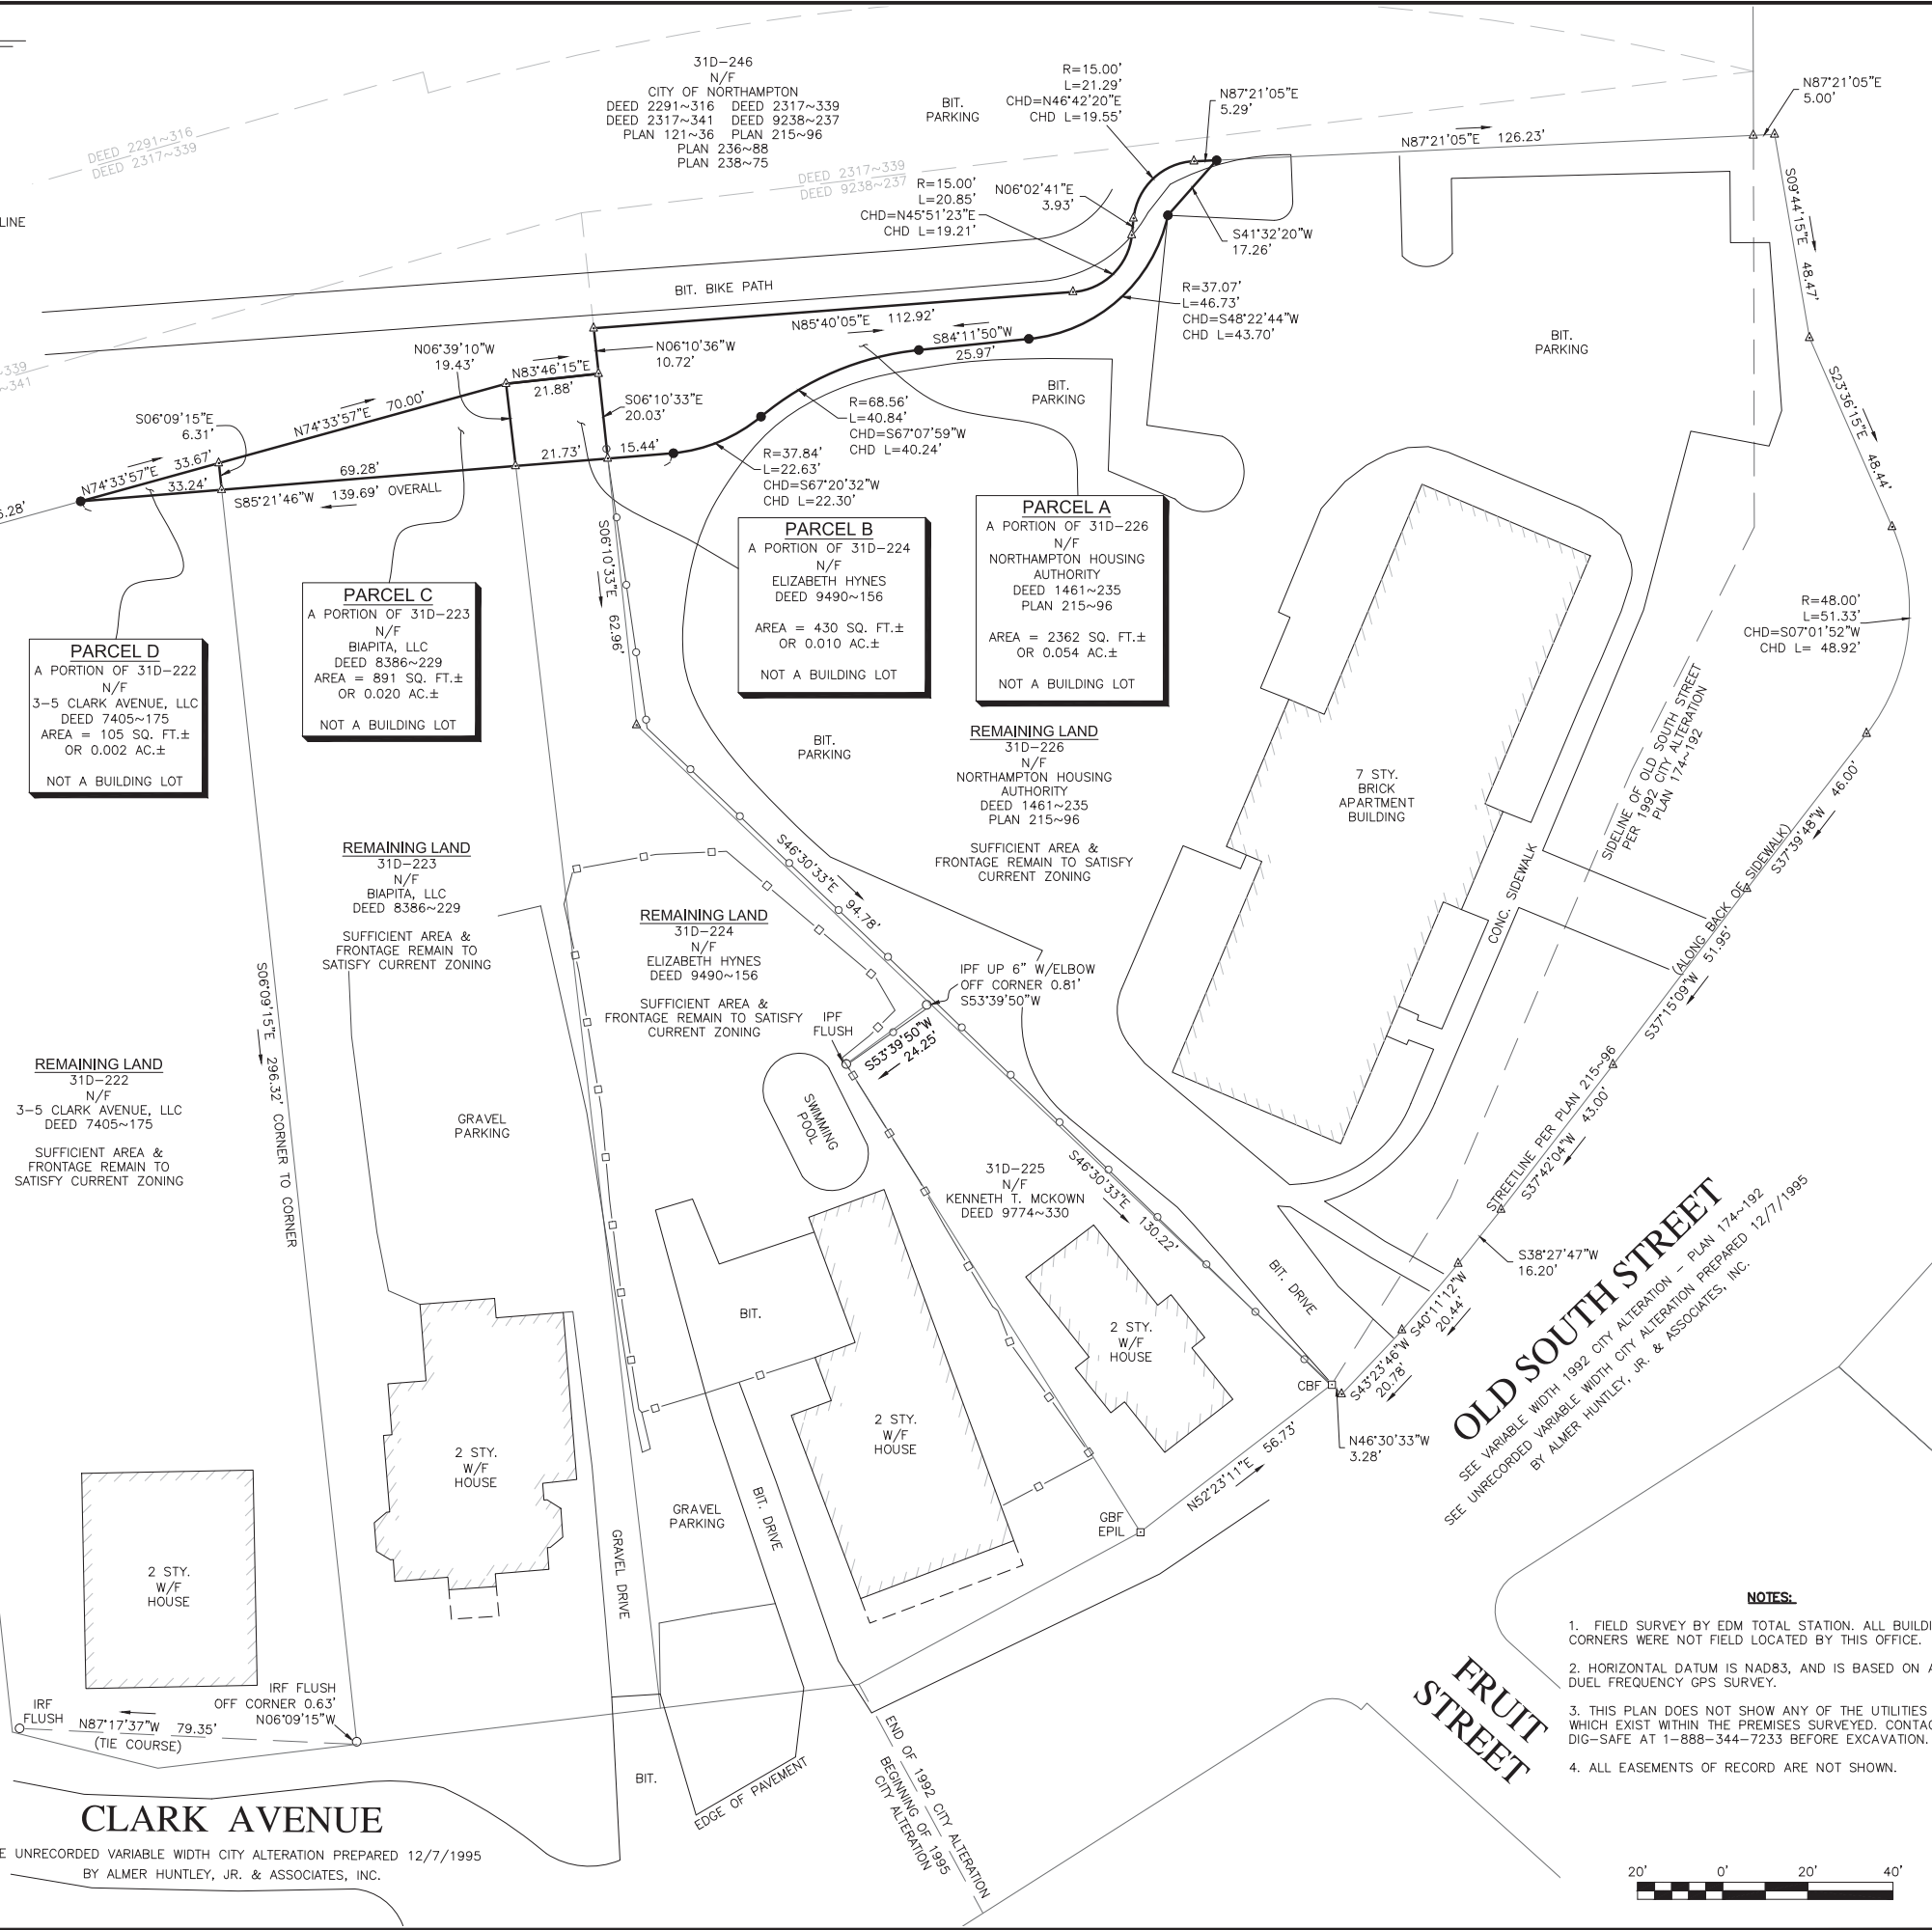 31D-246
N/F
CITY OF NORTHAMPTON
DEED 2291~316 DEED 2317~339
DEED 2317~341 DEED 9238~237
PLAN 121~36 PLAN 215~96
PLAN 236~88
PLAN 238~75
BIT.
PARKING
R=15.00'
L=21.29'
CHD=N46°42'20"E
CHD L=19.55'
N87°21'05"E
5.29'
N87°21'05"E 126.23'
N87°21'05"E
5.00'
DEED 2291~316
DEED 2317~339
DEED 2317~339
DEED 9238~237
LINE
R=15.00'
L=20.85'
CHD=N45°51'23"E
CHD L=19.21'
N06°02'41"E
3.93'
S41°32'20"W
17.26'
S09°44'15"E 48.47'
BIT. BIKE PATH
N85°40'05"E 112.92'
S84°11'50"W
25.97'
R=37.07'
L=46.73'
CHD=S48°22'44"W
CHD L=43.70'
BIT.
PARKING
~339
~341
N06°39'10"W
19.43'
N83°46'15"E
21.88'
N06°10'36"W
10.72'
S06°10'33"E
20.03'
BIT.
PARKING
S23°36'15"E 48.44'
S06°09'15"E
6.31'
N74°33'57"E 70.00'
R=68.56'
L=40.84'
CHD=S67°07'59"W
CHD L=40.24'
N74°33'57"E 33.67'
33.24'
69.28'
21.73'
15.44'
S85°21'46"W 139.69' OVERALL
R=37.84'
L=22.63'
CHD=S67°20'32"W
CHD L=22.30'
.28'
S06°10'33"E 62.96'
PARCEL A
A PORTION OF 31D-226
N/F
NORTHAMPTON HOUSING
AUTHORITY
DEED 1461~235
PLAN 215~96
AREA = 2362 SQ. FT.±
OR 0.054 AC.±
NOT A BUILDING LOT
PARCEL B
A PORTION OF 31D-224
N/F
ELIZABETH HYNES
DEED 9490~156
AREA = 430 SQ. FT.±
OR 0.010 AC.±
NOT A BUILDING LOT
PARCEL C
A PORTION OF 31D-223
N/F
BIAPITA, LLC
DEED 8386~229
AREA = 891 SQ. FT.±
OR 0.020 AC.±
NOT A BUILDING LOT
PARCEL D
A PORTION OF 31D-222
N/F
3-5 CLARK AVENUE, LLC
DEED 7405~175
AREA = 105 SQ. FT.±
OR 0.002 AC.±
NOT A BUILDING LOT
R=48.00'
L=51.33'
CHD=S07°01'52"W
CHD L= 48.92'
BIT.
PARKING
REMAINING LAND
31D-226
N/F
NORTHAMPTON HOUSING
AUTHORITY
DEED 1461~235
PLAN 215~96
SUFFICIENT AREA &
FRONTAGE REMAIN TO SATISFY
CURRENT ZONING
7 STY.
BRICK
APARTMENT
BUILDING
SIDELINE OF OLD SOUTH STREET
PER 1992 CITY ALTERATION
PLAN 174~192
CONC. SIDEWALK
S37°39'48"W 46.00'
(ALONG BACK OF SIDEWALK)
S37°15'09"W 51.95'
STREETLINE PER PLAN 215~96
S37°42'04"W 43.00'
REMAINING LAND
31D-223
N/F
BIAPITA, LLC
DEED 8386~229
SUFFICIENT AREA &
FRONTAGE REMAIN TO
SATISFY CURRENT ZONING
REMAINING LAND
31D-224
N/F
ELIZABETH HYNES
DEED 9490~156
SUFFICIENT AREA &
FRONTAGE REMAIN TO SATISFY
CURRENT ZONING
S46°30'33"E 94.78'
IPF UP 6" W/ELBOW
OFF CORNER 0.81'
S53°39'50"W
IPF
FLUSH
S53°39'50"W
24.25'
SWIMMING
POOL
REMAINING LAND
31D-222
N/F
3-5 CLARK AVENUE, LLC
DEED 7405~175
SUFFICIENT AREA &
FRONTAGE REMAIN TO
SATISFY CURRENT ZONING
S06°09'15"E 296.32' CORNER TO CORNER
GRAVEL
PARKING
31D-225
N/F
KENNETH T. MCKOWN
DEED 9774~330
S46°30'33"E 130.22'
BIT. DRIVE
2 STY.
W/F
HOUSE
S38°27'47"W
16.20'
S40°11'12"W
20.44'
S43°23'46"W
20.78'
CBF
N46°30'33"W
3.28'
N52°23'11"E 56.73'
GBF
EPIL
OLD SOUTH STREET
SEE VARIABLE WIDTH 1992 CITY ALTERATION - PLAN 174~192
SEE UNRECORDED VARIABLE WIDTH CITY ALTERATION PREPARED 12/7/1995
BY ALMER HUNTLEY, JR. & ASSOCIATES, INC.
BIT.
2 STY.
W/F
HOUSE
2 STY.
W/F
HOUSE
GRAVEL
PARKING
BIT. DRIVE
GRAVEL DRIVE
2 STY.
W/F
HOUSE
IRF
FLUSH
N87°17'37"W 79.35'
(TIE COURSE)
IRF FLUSH
OFF CORNER 0.63'
N06°09'15"W
BIT.
EDGE OF PAVEMENT
END OF 1992 CITY ALTERATION
BEGINNING OF 1995
CITY ALTERATION
CLARK AVENUE
E UNRECORDED VARIABLE WIDTH CITY ALTERATION PREPARED 12/7/1995
BY ALMER HUNTLEY, JR. & ASSOCIATES, INC.
FRUIT
STREET
NOTES:
1. FIELD SURVEY BY EDM TOTAL STATION. ALL BUILDI
CORNERS WERE NOT FIELD LOCATED BY THIS OFFICE.
2. HORIZONTAL DATUM IS NAD83, AND IS BASED ON A
DUEL FREQUENCY GPS SURVEY.
3. THIS PLAN DOES NOT SHOW ANY OF THE UTILITIES
WHICH EXIST WITHIN THE PREMISES SURVEYED. CONTAC
DIG-SAFE AT 1-888-344-7233 BEFORE EXCAVATION.
4. ALL EASEMENTS OF RECORD ARE NOT SHOWN.
20' 0' 20' 40'